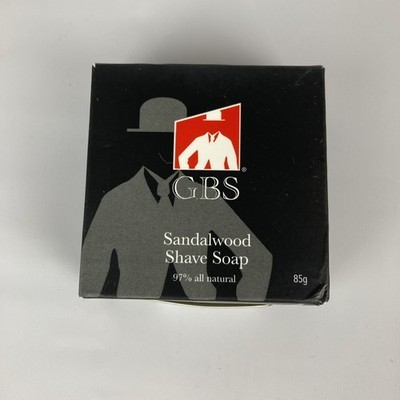 GBS®
Sandalwood
Shave Soap
97% all natural
85g